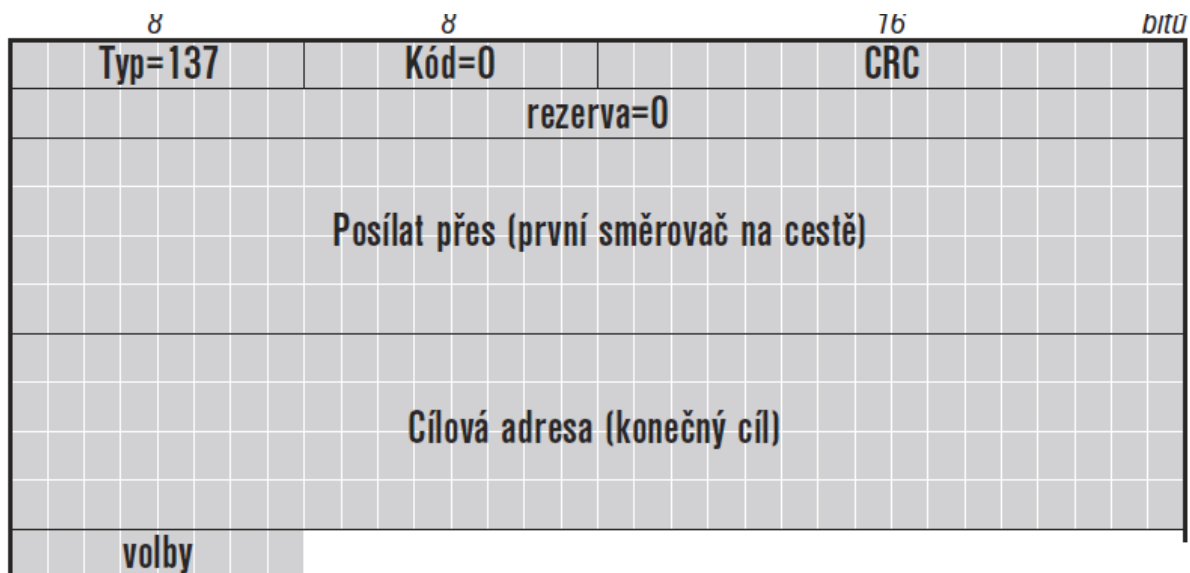 8 8 16 bitů
Typ=137 Kód=0 CRC
rezerva=0
Posílat přes (první směrovač na cestě)
Cílová adresa (konečný cíl)
volby